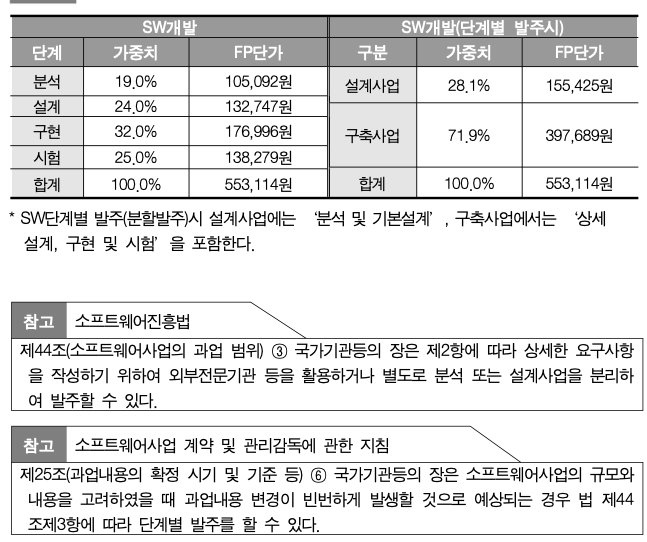 SW개발 SW개발(단계별 발주시)
단계 가중치 FP단가 구분 가중치 FP단가
분석 19.0% 105,092원 설계사업 28.1% 155,425원
설계 24.0% 132,747원
구현 32.0% 176,996원 구축사업 71.9% 397,689원
시험 25.0% 138,279원
합계 100.0% 553,114원 합계 100.0% 553,114원
* SW단계별 발주(분할발주)시 설계사업에는 ‘분석 및 기본설계’, 구축사업에서는 ‘상세
설계, 구현 및 시험’을 포함한다.
참고 소프트웨어진흥법
제44조(소프트웨어사업의 과업 범위) ③ 국가기관등의 장은 제2항에 따라 상세한 요구사항
을 작성하기 위하여 외부전문기관 등을 활용하거나 별도로 분석 또는 설계사업을 분리하
여 발주할 수 있다.
참고 소프트웨어사업 계약 및 관리감독에 관한 지침
제25조(과업내용의 확정 시기 및 기준 등) ⑥ 국가기관등의 장은 소프트웨어사업의 규모와
내용을 고려하였을 때 과업내용 변경이 빈번하게 발생할 것으로 예상되는 경우 법 제44
조제3항에 따라 단계별 발주를 할 수 있다.